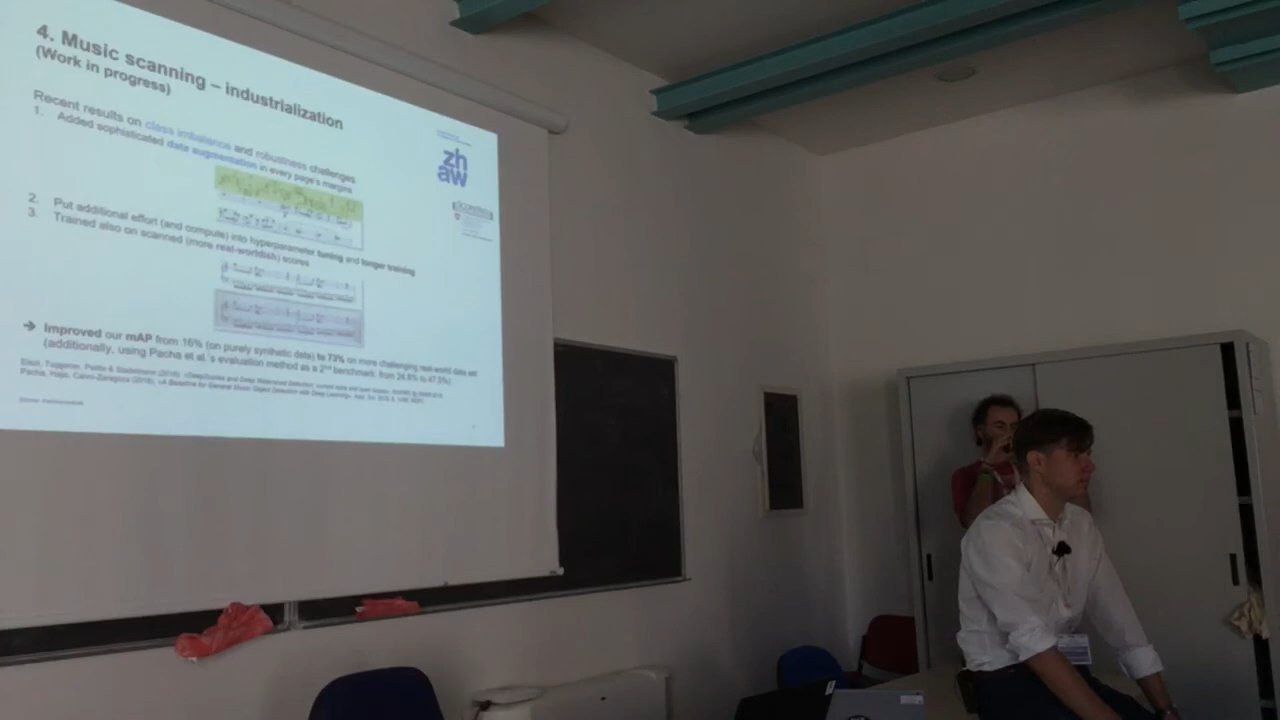 4. Music scanning – industrialization
(Work in progress)
Recent results on class imbalance and robustness challenges
1. Added sophisticated data augmentation in every page's margins
2. Put additional effort (and compute) into hyperparameter tuning and longer training
3. Trained also on scanned (more real-worldish) scores
➔ Improved our mAP from 16% (on purely synthetic data) to 73% on more challenging real-world data set
(additionally, using Pacha et al.'s evaluation method as a 2nd benchmark: from 24.8% to 47.5%)
zh
aw